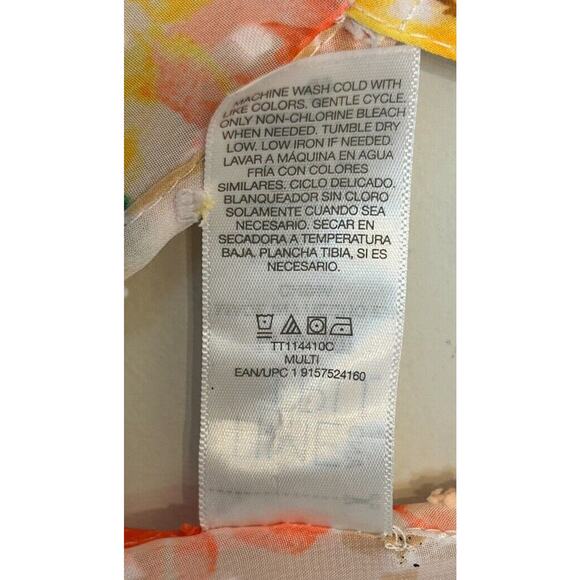 MACHINE WASH COLD WITH
LIKE COLORS. GENTLE CYCLE.
ONLY NON-CHLORINE BLEACH
WHEN NEEDED. TUMBLE DRY
LOW. LOW IRON IF NEEDED.
LAVAR A MÁQUINA EN AGUA
FRÍA CON COLORES
SIMILARES. CICLO DELICADO.
BLANQUEADOR SIN CLORO
SOLAMENTE CUANDO SEA
NECESARIO. SECAR EN
SECADORA A TEMPERATURA
BAJA. PLANCHA TIBIA, SI ES
NECESARIO.
TT114410C
MULTI
EAN/UPC 1 9157524160